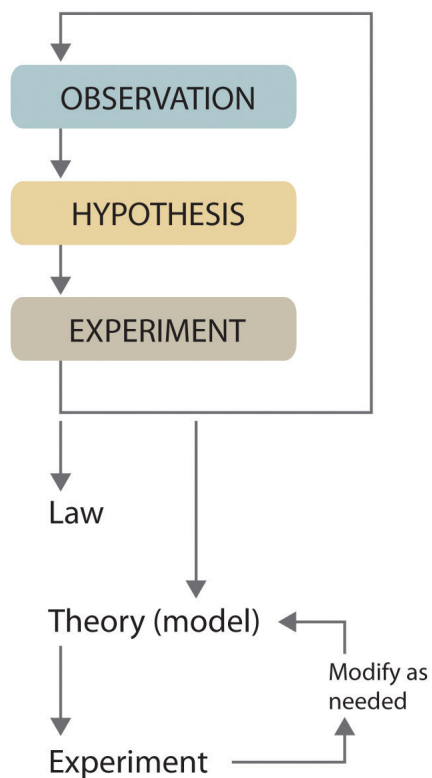 OBSERVATION
HYPOTHESIS
EXPERIMENT
Law
Theory (model)
Modify as
needed
Experiment